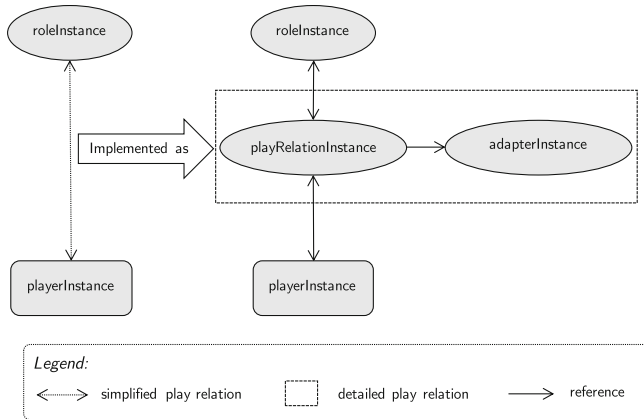 roleInstance
roleInstance
Implemented as
playRelationInstance
adapterInstance
playerInstance
playerInstance
Legend:
simplified play relation
detailed play relation
reference